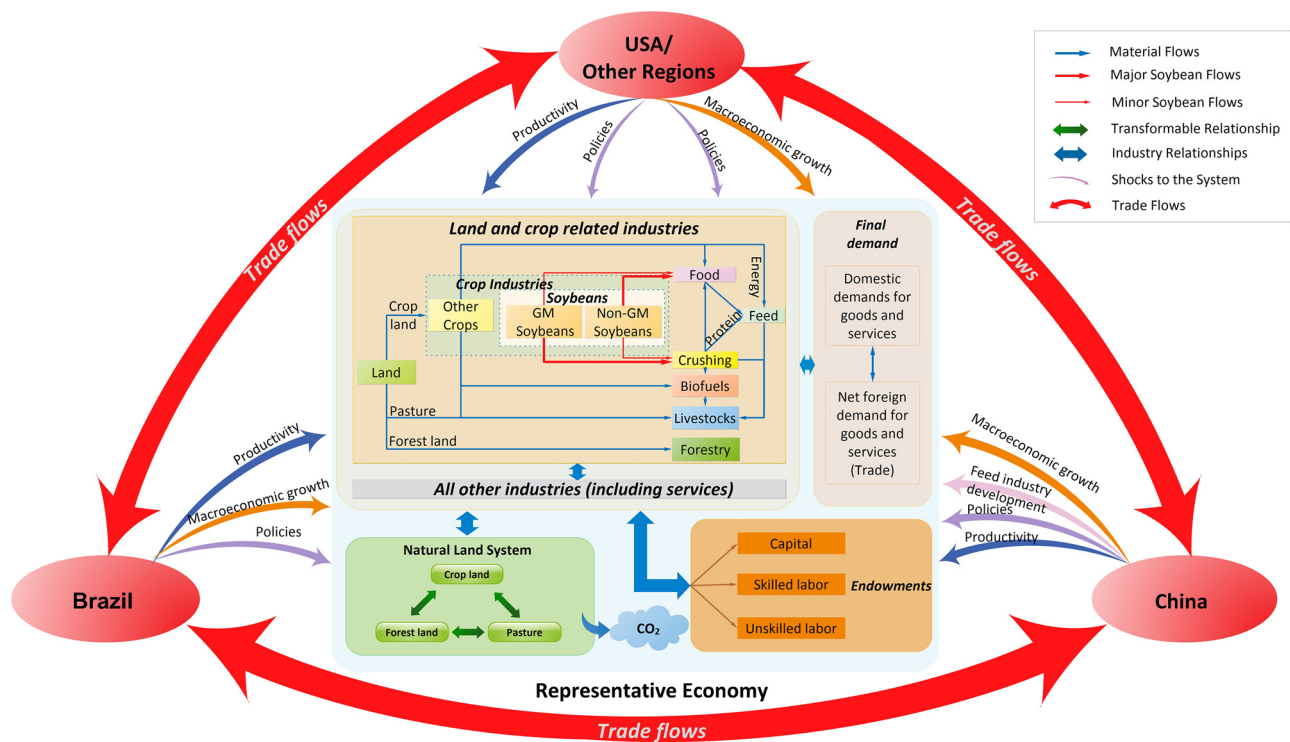 USA/
Other Regions
Material Flows
Major Soybean Flows
Minor Soybean Flows
Transformable Relationship
Industry Relationships
Shocks to the System
Trade Flows
Trade flows
Trade flows
Productivity
Policies
Policies
Macroeconomic growth
Land and crop related industries
Final
demand
Crop Industries
Soybeans
Food
Energy
Crop
land
Other
Crops
GM
Soybeans
Non-GM
Soybeans
Protein
Feed
Domestic
demands for
goods and
services
Land
Crushing
Biofuels
Pasture
Livestocks
Forest land
Forestry
Net foreign
demand for
goods and
services
(Trade)
All other industries (including services)
Productivity
Macroeconomic growth
Policies
Macroeconomic growth
Feed industry
development
Policies
Productivity
Natural Land System
Crop land
Forest land
Pasture
CO₂
Capital
Skilled labor
Unskilled labor
Endowments
Brazil
China
Representative Economy
Trade flows